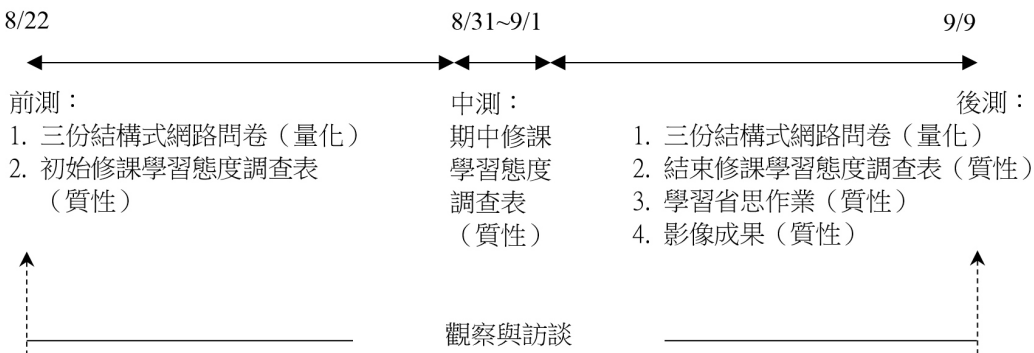 8/22
8/31~9/1
9/9
前測：
1. 三份結構式網路問卷（量化）
2. 初始修課學習態度調查表
（質性）
中測：
期中修課
學習態度
調查表
（質性）
後測：
1. 三份結構式網路問卷（量化）
2. 結束修課學習態度調查表（質性）
3. 學習省思作業（質性）
4. 影像成果（質性）
觀察與訪談